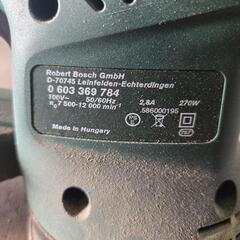 Robert Bosch GmbH
D-70745 Leinfelden-Echterdingen
0 603 369 784
100V~ 50/60Hz 2,8A 270W
n₀ 7 500-12 000 min⁻¹ .586000195
Made in Hungary